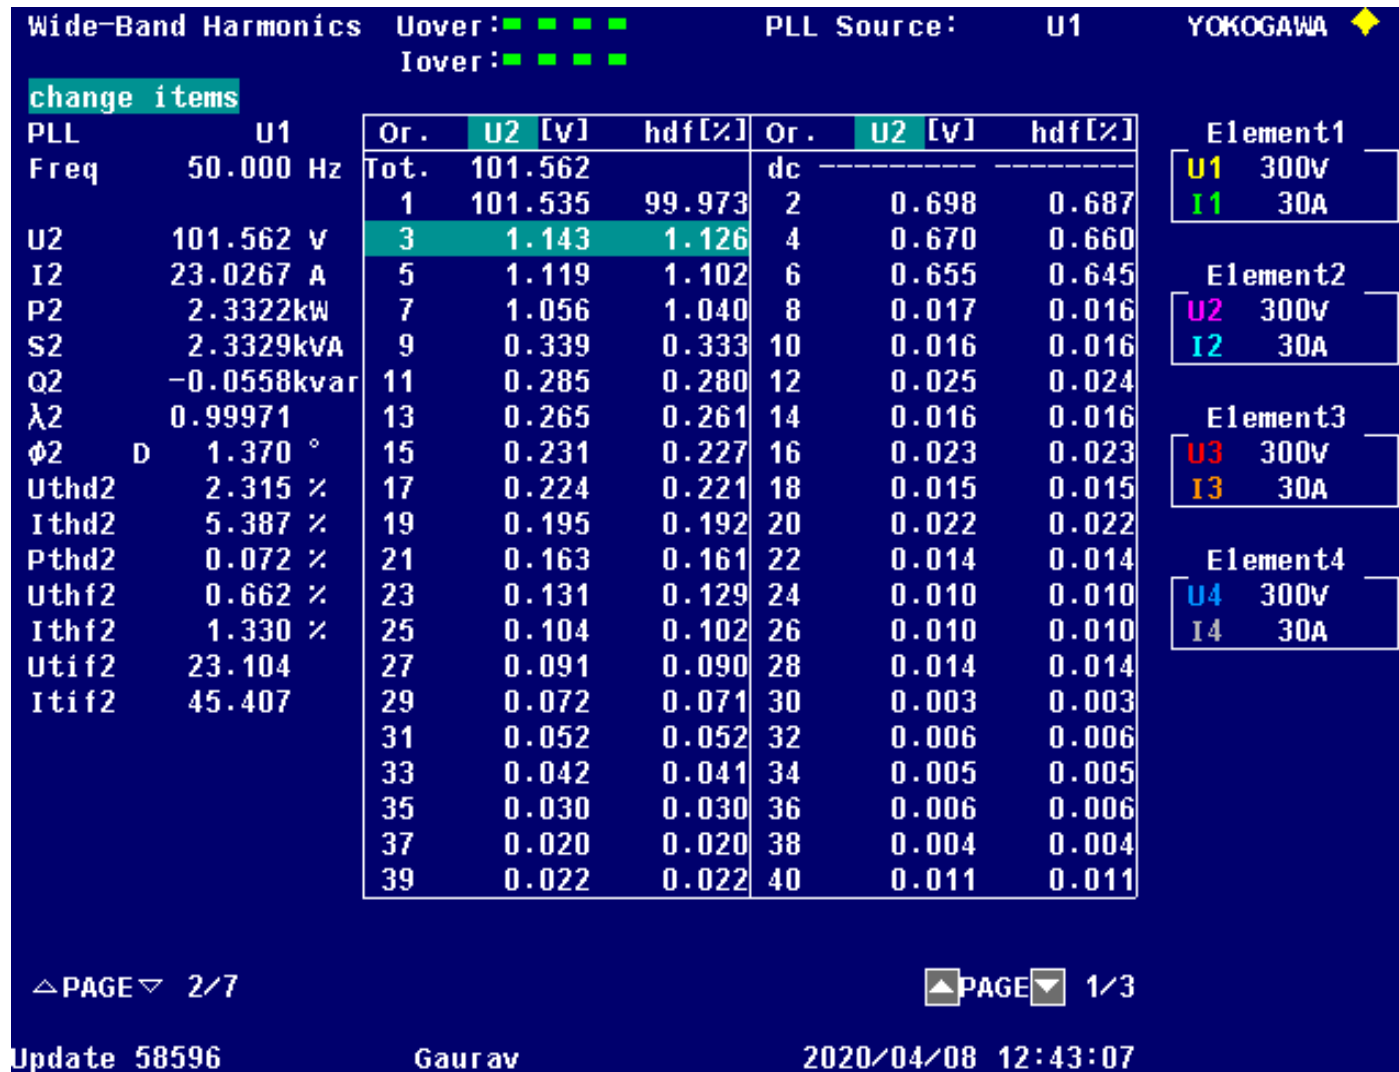 Wide-Band Harmonics Uover: PLL Source: U1 YOKOGAWA
Iover:
change items
PLL U1 Or. U2 [V] hdf[%] Or. U2 [V] hdf[%] Element1
Freq 50.000 Hz Tot. 101.562 dc -------- -------- U1 300V
1 101.535 99.973 2 0.698 0.687 I1 30A
U2 101.562 V 3 1.143 1.126 4 0.670 0.660
I2 23.0267 A 5 1.119 1.102 6 0.655 0.645 Element2
P2 2.3322kW 7 1.056 1.040 8 0.017 0.016 U2 300V
S2 2.3329kVA 9 0.339 0.333 10 0.016 0.016 I2 30A
Q2 -0.0558kvar 11 0.285 0.280 12 0.025 0.024
λ2 0.99971 13 0.265 0.261 14 0.016 0.016 Element3
Φ2 D 1.370 ° 15 0.231 0.227 16 0.023 0.023 U3 300V
Uthd2 2.315 % 17 0.224 0.221 18 0.015 0.015 I3 30A
Ithd2 5.387 % 19 0.195 0.192 20 0.022 0.022
Pthd2 0.072 % 21 0.163 0.161 22 0.014 0.014 Element4
Uthf2 0.662 % 23 0.131 0.129 24 0.010 0.010 U4 300V
Ithf2 1.330 % 25 0.104 0.102 26 0.010 0.010 I4 30A
Utif2 23.104 27 0.091 0.090 28 0.014 0.014
Itif2 45.407 29 0.072 0.071 30 0.003 0.003
31 0.052 0.052 32 0.006 0.006
33 0.042 0.041 34 0.005 0.005
35 0.030 0.030 36 0.006 0.006
37 0.020 0.020 38 0.004 0.004
39 0.022 0.022 40 0.011 0.011
△PAGE▽ 2/7 ▲PAGE▼ 1/3
Update 58596 Gaurav 2020/04/08 12:43:07